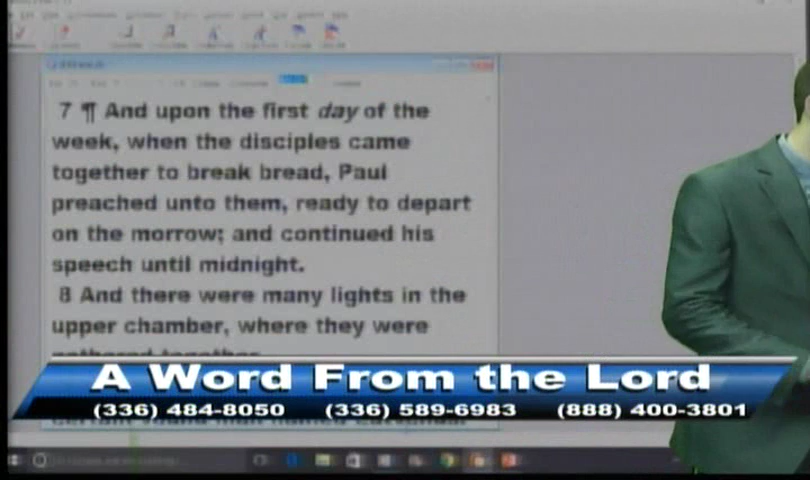 7 ¶ And upon the first day of the
week, when the disciples came
together to break bread, Paul
preached unto them, ready to depart
on the morrow; and continued his
speech until midnight.
8 And there were many lights in the
upper chamber, where they were
gathered together.
A Word From the Lord
(336) 484-8050 (336) 589-6983 (888) 400-3801